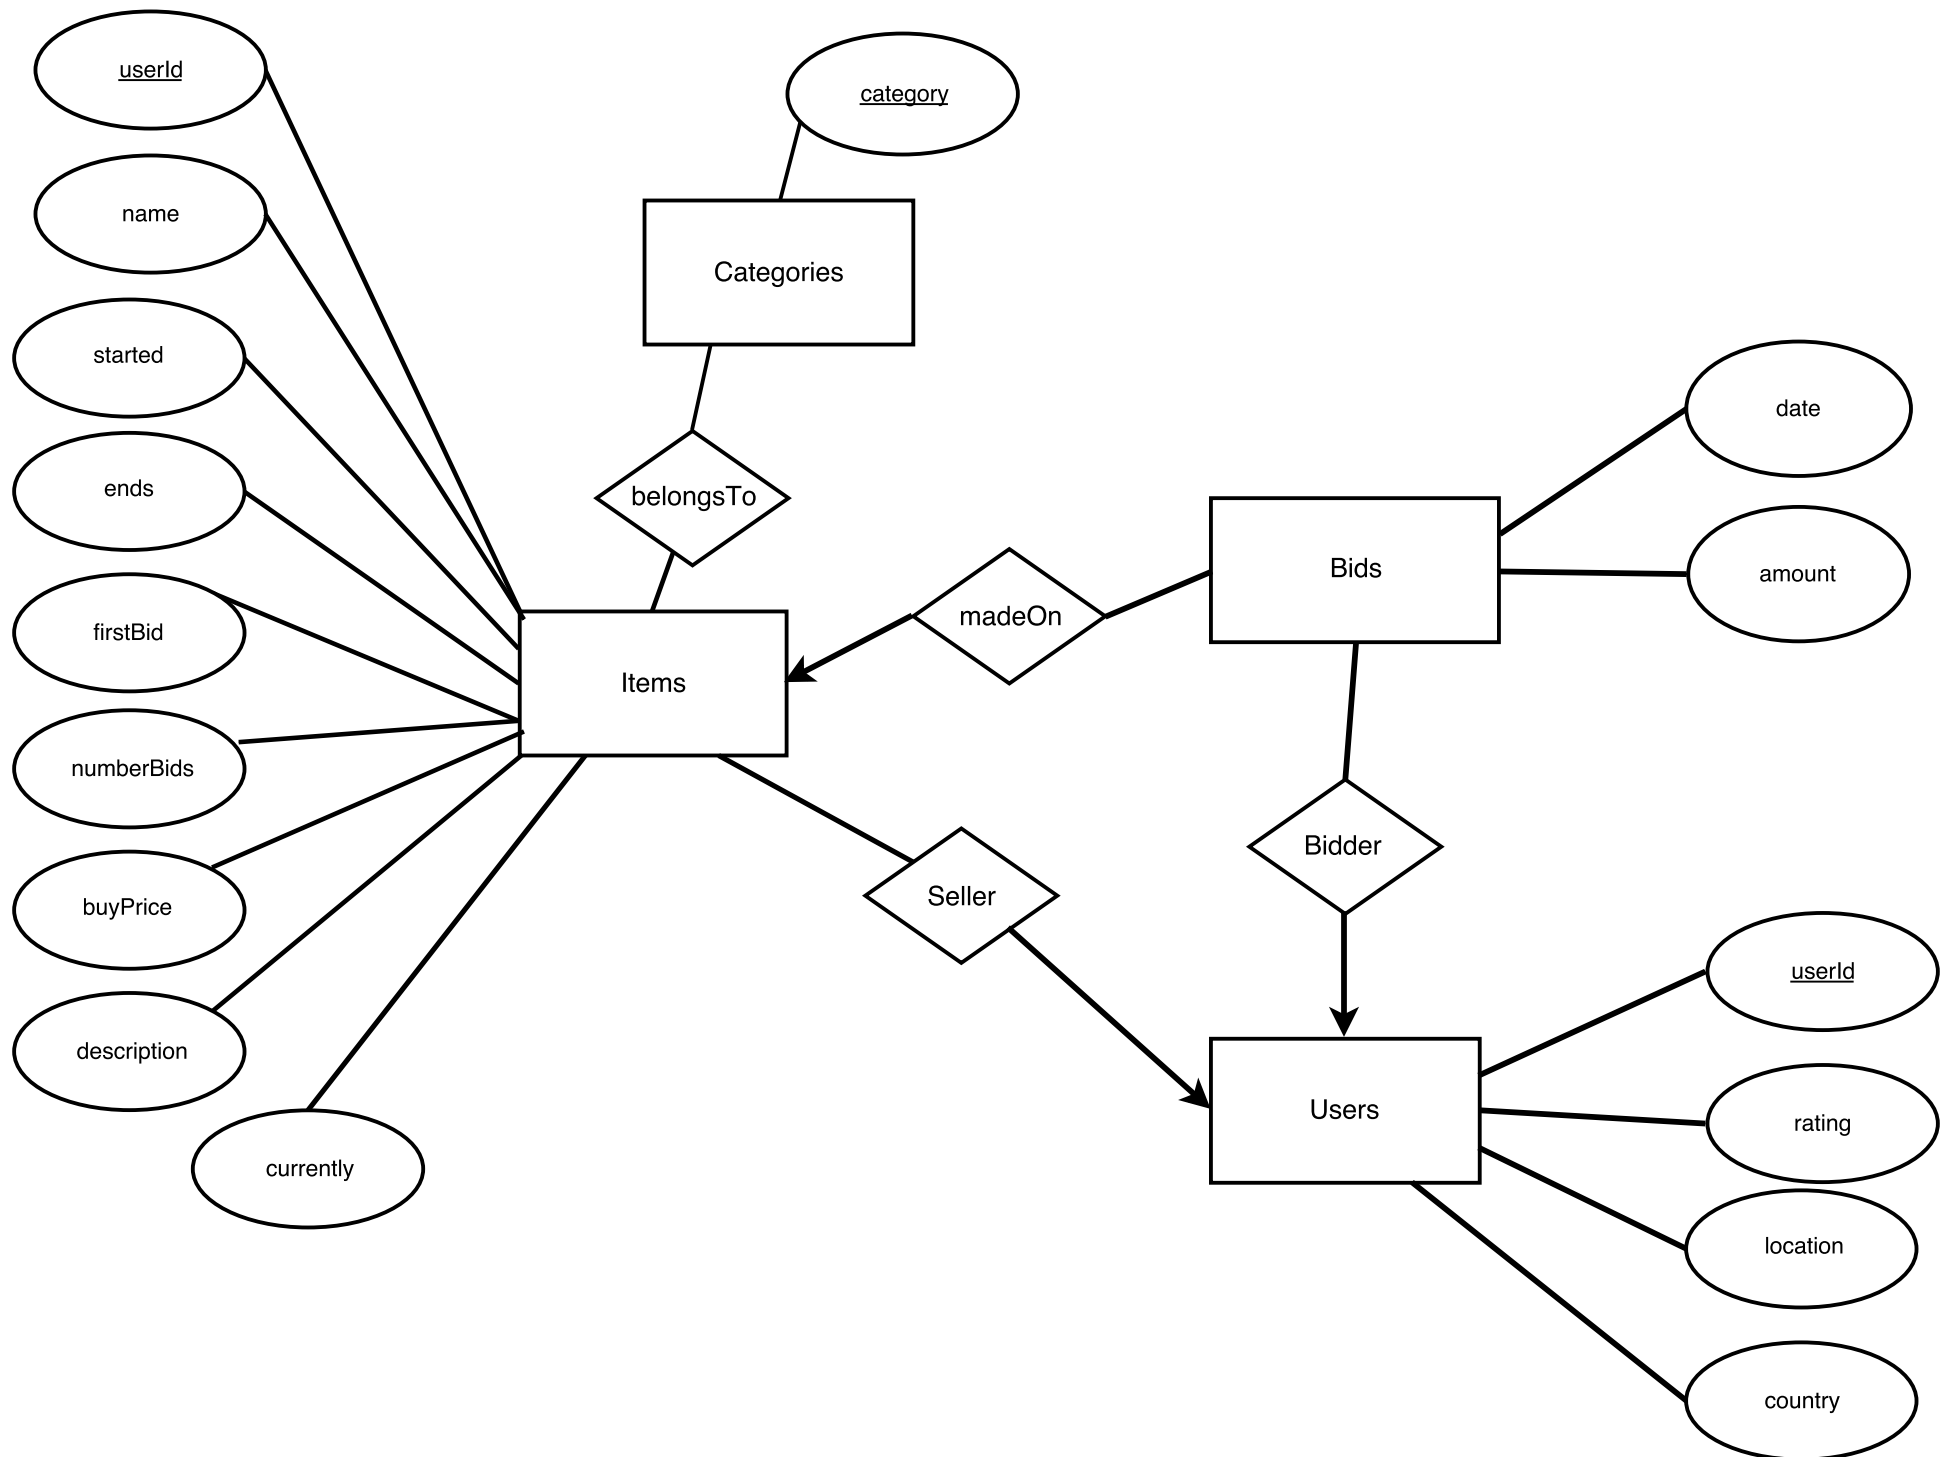 userId
name
started
ends
firstBid
numberBids
buyPrice
description
currently
category
Categories
belongsTo
Items
madeOn
Seller
Bids
date
amount
Bidder
Users
userId
rating
location
country